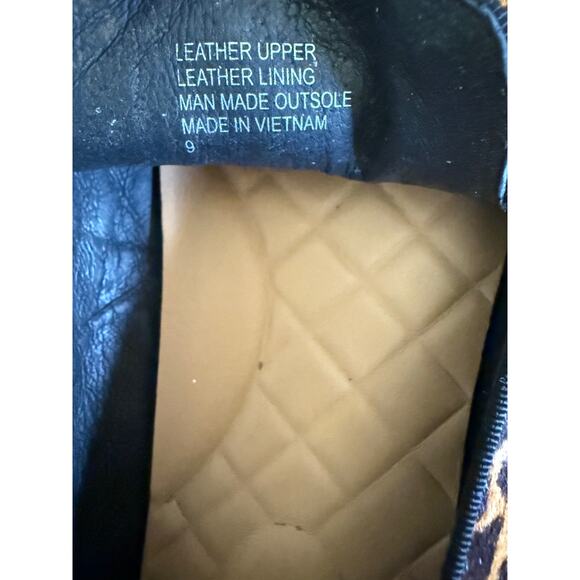 LEATHER UPPER
LEATHER LINING
MAN MADE OUTSOLE
MADE IN VIETNAM
9